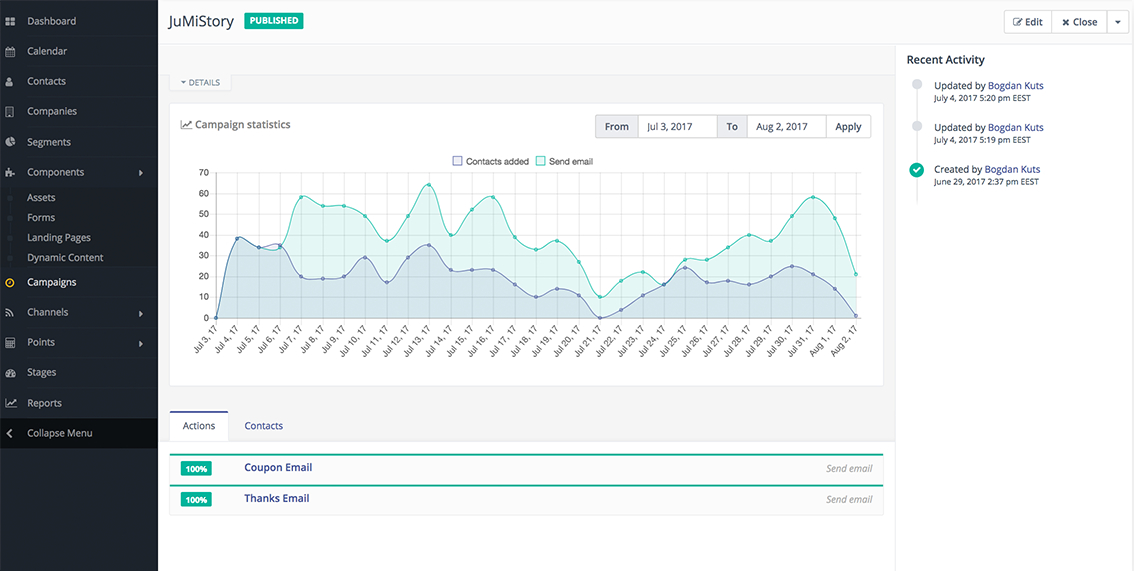 Dashboard
Calendar
Contacts
Companies
Segments
Components
Assets
Forms
Landing Pages
Dynamic Content
Campaigns
Channels
Points
Stages
Reports
Collapse Menu
JuMiStory PUBLISHED
Edit Close
DETAILS
Campaign statistics
From Jul 3, 2017 To Aug 2, 2017 Apply
Contacts added Send email
70
60
50
40
30
20
10
0
Jul 3, 17
Jul 4, 17
Jul 5, 17
Jul 6, 17
Jul 7, 17
Jul 8, 17
Jul 9, 17
Jul 10, 17
Jul 11, 17
Jul 12, 17
Jul 13, 17
Jul 14, 17
Jul 15, 17
Jul 16, 17
Jul 17, 17
Jul 18, 17
Jul 19, 17
Jul 20, 17
Jul 21, 17
Jul 22, 17
Jul 23, 17
Jul 24, 17
Jul 25, 17
Jul 26, 17
Jul 27, 17
Jul 28, 17
Jul 29, 17
Jul 30, 17
Jul 31, 17
Aug 1, 17
Aug 2, 17
Actions Contacts
100% Coupon Email Send email
100% Thanks Email Send email
Recent Activity
Updated by Bogdan Kuts
July 4, 2017 5:20 pm EEST
Updated by Bogdan Kuts
July 4, 2017 5:19 pm EEST
Created by Bogdan Kuts
June 29, 2017 2:37 pm EEST